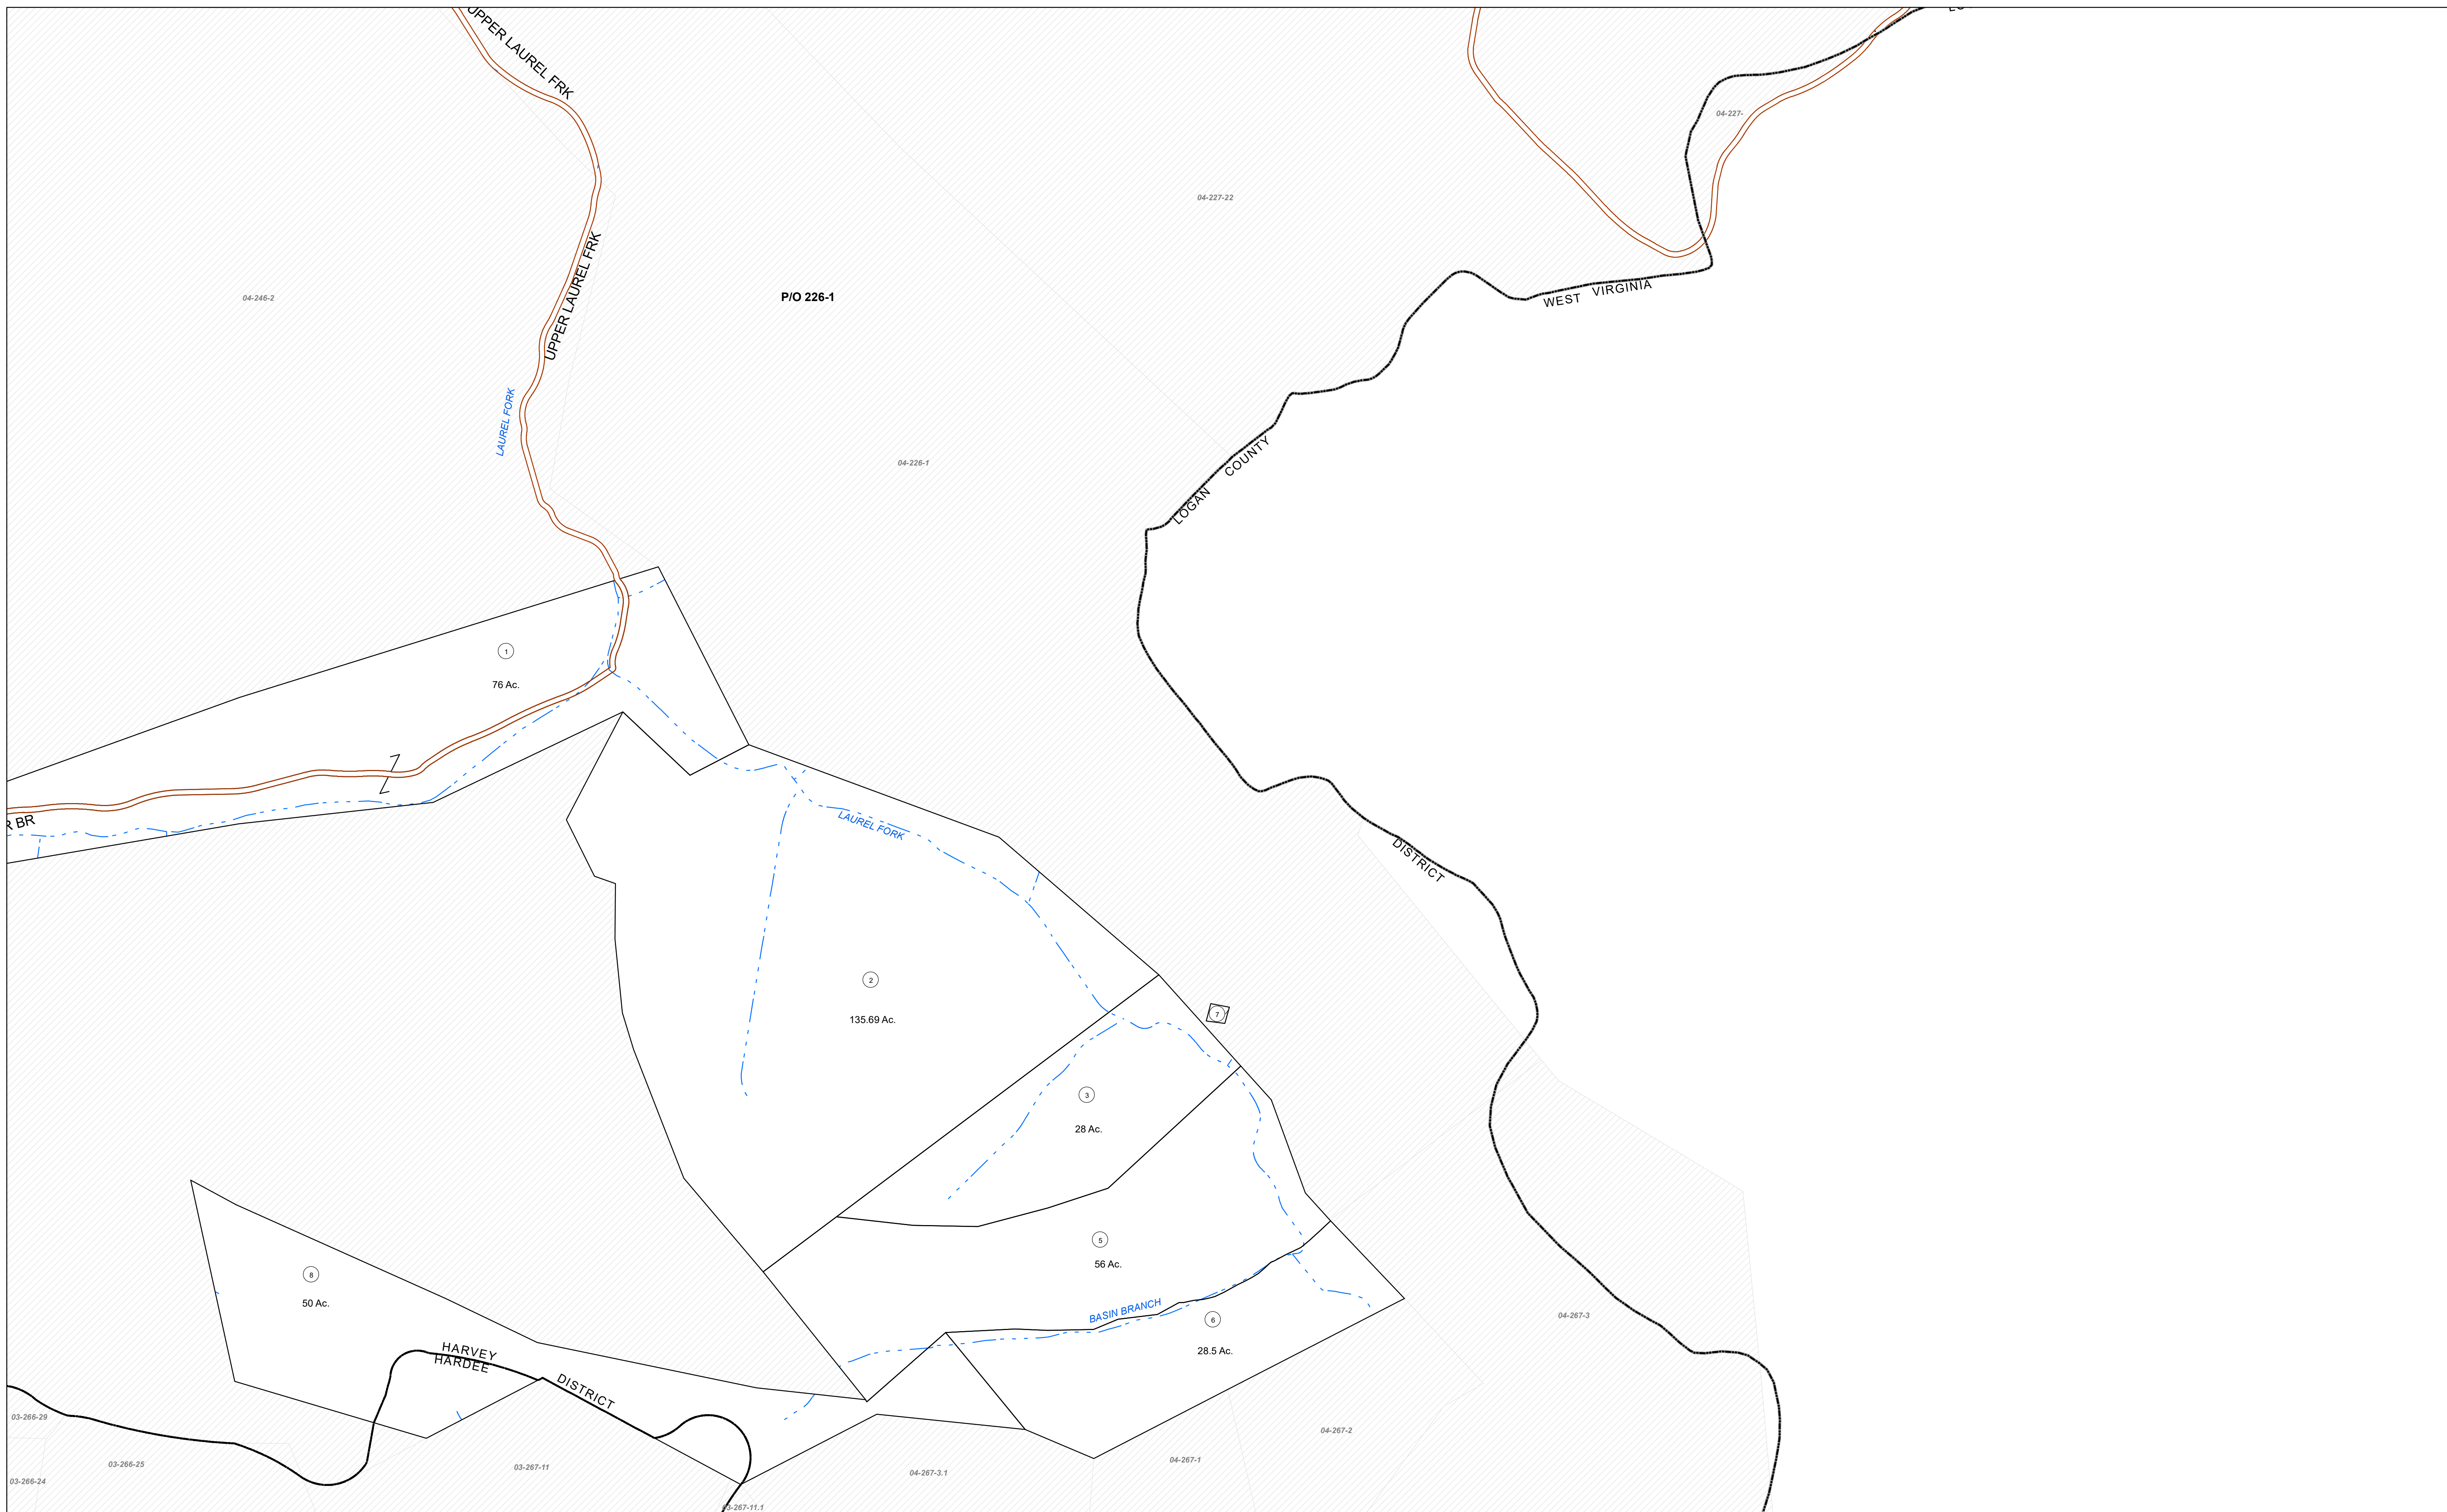 UPPER LAUREL FRK
04-227-
04-227-22
UPPER LAUREL FRK
04-246-2
P/O 226-1
WEST VIRGINIA
LAUREL FORK
LOGAN COUNTY
04-226-1
1
76 Ac.
R BR
LAUREL FORK
DISTRICT
2
135.69 Ac.
7
3
28 Ac.
5
56 Ac.
8
50 Ac.
BASIN BRANCH
6
28.5 Ac.
04-267-3
HARVEY
HARDEE
DISTRICT
03-266-29
04-267-2
03-266-25
03-267-11
04-267-3.1
04-267-1
03-266-24
03-267-11.1